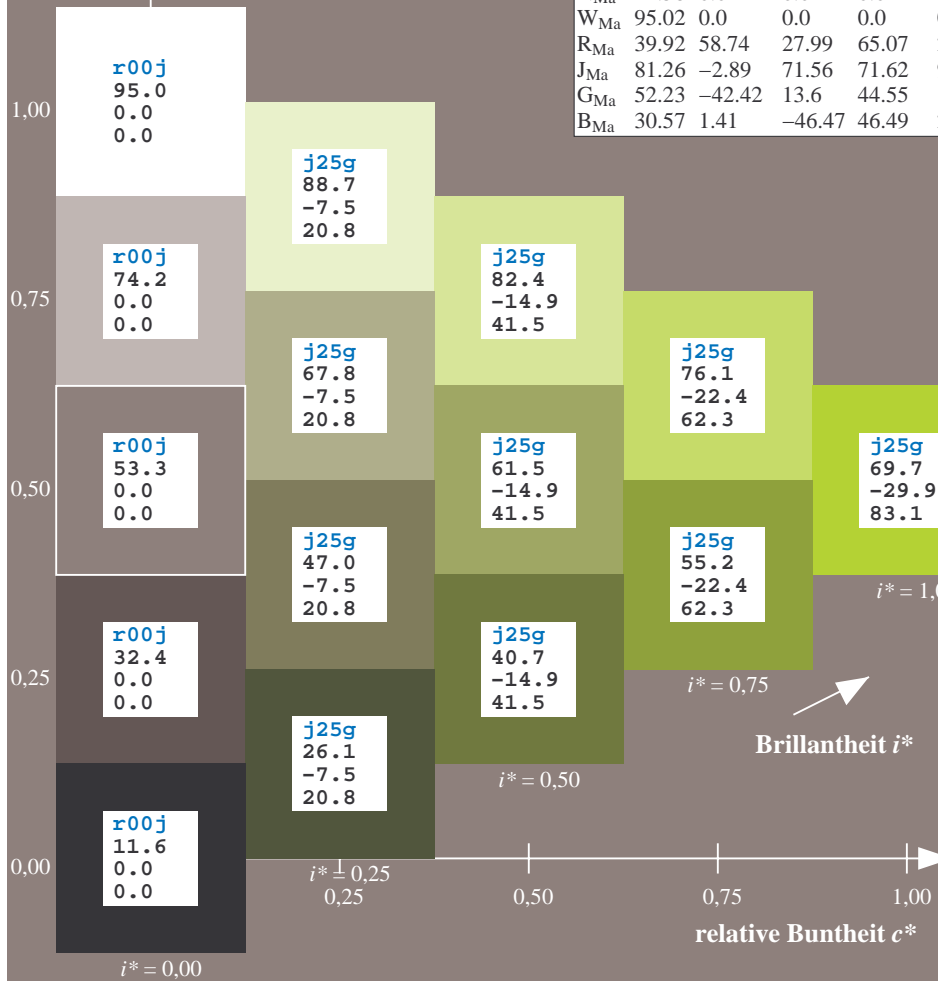 W_Ma 95.02 0.0 0.0 0.0
R_Ma 39.92 58.74 27.99 65.07
J_Ma 81.26 −2.89 71.56 71.62
G_Ma 52.23 −42.42 13.6 44.55
B_Ma 30.57 1.41 −46.47 46.49
1,00
0,75
0,50
0,25
0,00
r00j
95.0
0.0
0.0
r00j
74.2
0.0
0.0
r00j
53.3
0.0
0.0
r00j
32.4
0.0
0.0
r00j
11.6
0.0
0.0
i* = 0,00
j25g
88.7
-7.5
20.8
j25g
67.8
-7.5
20.8
j25g
47.0
-7.5
20.8
j25g
26.1
-7.5
20.8
i* = 0,25
j25g
82.4
-14.9
41.5
j25g
61.5
-14.9
41.5
j25g
40.7
-14.9
41.5
i* = 0,50
j25g
76.1
-22.4
62.3
j25g
55.2
-22.4
62.3
i* = 0,75
j25g
69.7
-29.9
83.1
i* = 1,0
Brillantheit i*
0,25 0,50 0,75 1,00
relative Buntheit c*